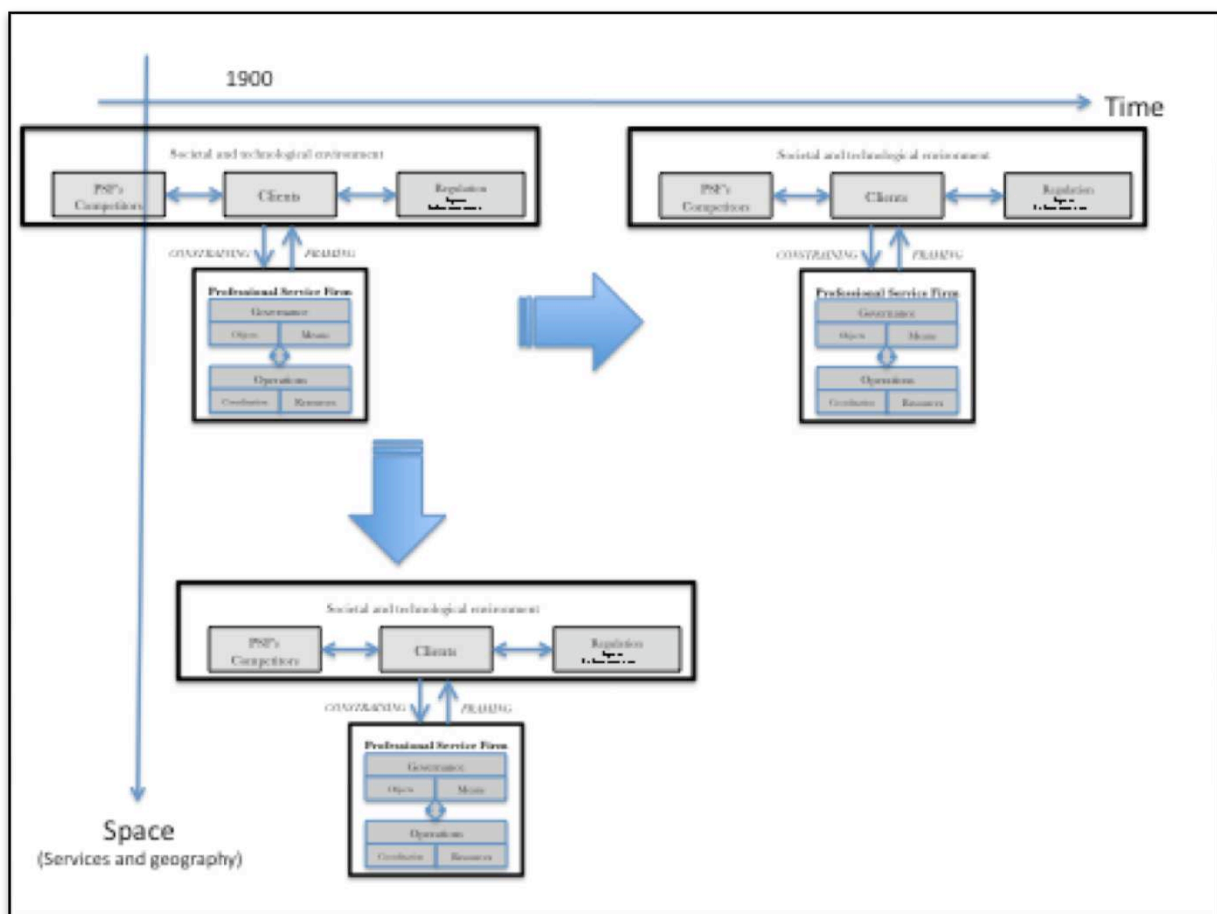 1900
Time
Societal and technological environment
PSF's
Competitors
Clients
Regulation
CONSTRAINING
FRAMING
Professional Service Firm
Governance
Objects
Means
Operations
Coordination
Resources
Societal and technological environment
PSF's
Competitors
Clients
Regulation
CONSTRAINING
FRAMING
Professional Service Firm
Governance
Objects
Means
Operations
Coordination
Resources
Societal and technological environment
PSF's
Competitors
Clients
Regulation
CONSTRAINING
FRAMING
Professional Service Firm
Governance
Objects
Means
Operations
Coordination
Resources
Space
(Services and geography)